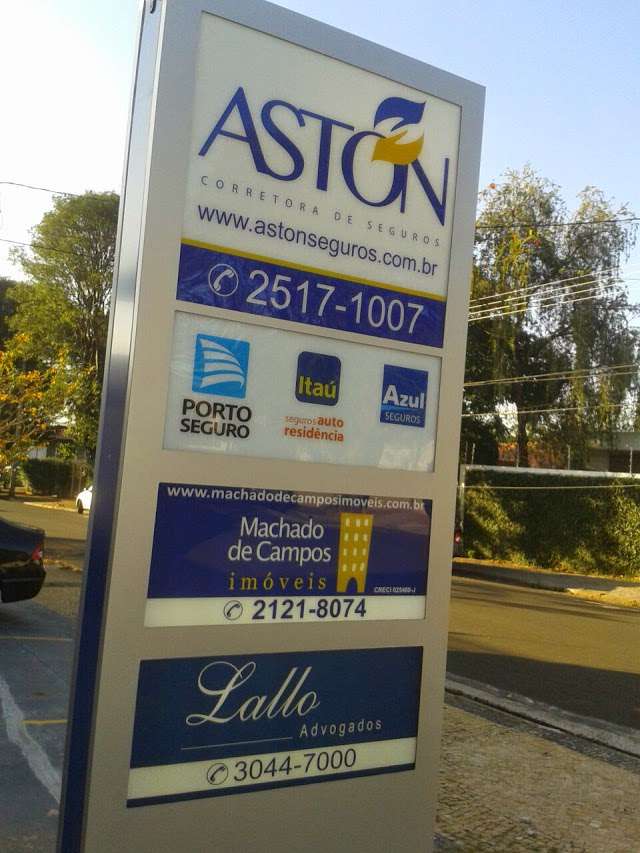 ASTON
CORRETORA DE SEGUROS
www.astonseguros.com.br
2517-1007
PORTO
SEGURO
Itaú
seguros auto
residência
Azul
SEGUROS
www.machadodecamposimoveis.com.br
Machado
de Campos
imóveis
CRECI
2121-8074
Lallo
Advogados
3044-7000